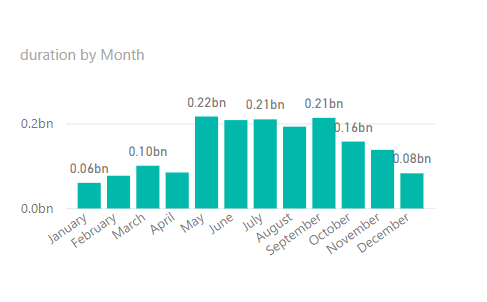 duration by Month
0.2bn
0.0bn
0.06bn
0.10bn
0.22bn
0.21bn
0.21bn
0.16bn
0.08bn
January
February
March
April
May
June
July
August
September
October
November
December